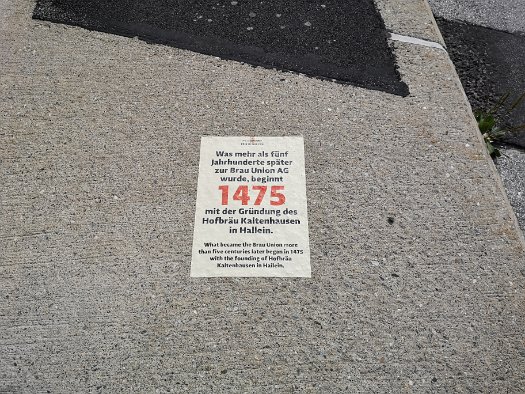 Was mehr als fünf
Jahrhunderte später
zur Brau Union AG
wurde, beginnt
1475
mit der Gründung des
Hofbräu Kaltenhausen
in Hallein.
What became the Brau Union more
than five centuries later began in 1475
with the founding of Hofbräu
Kaltenhausen in Hallein.